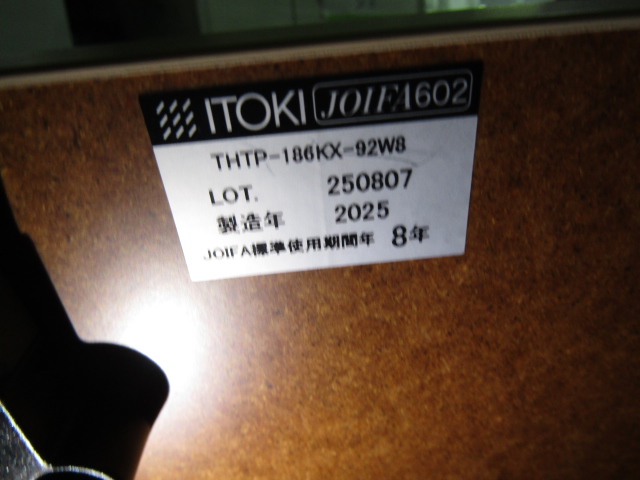 ITOKI JOIFA602
THTP-186KX-92W8
LOT. 250807
製造年 2025
JOIFA標準使用期間年 8年